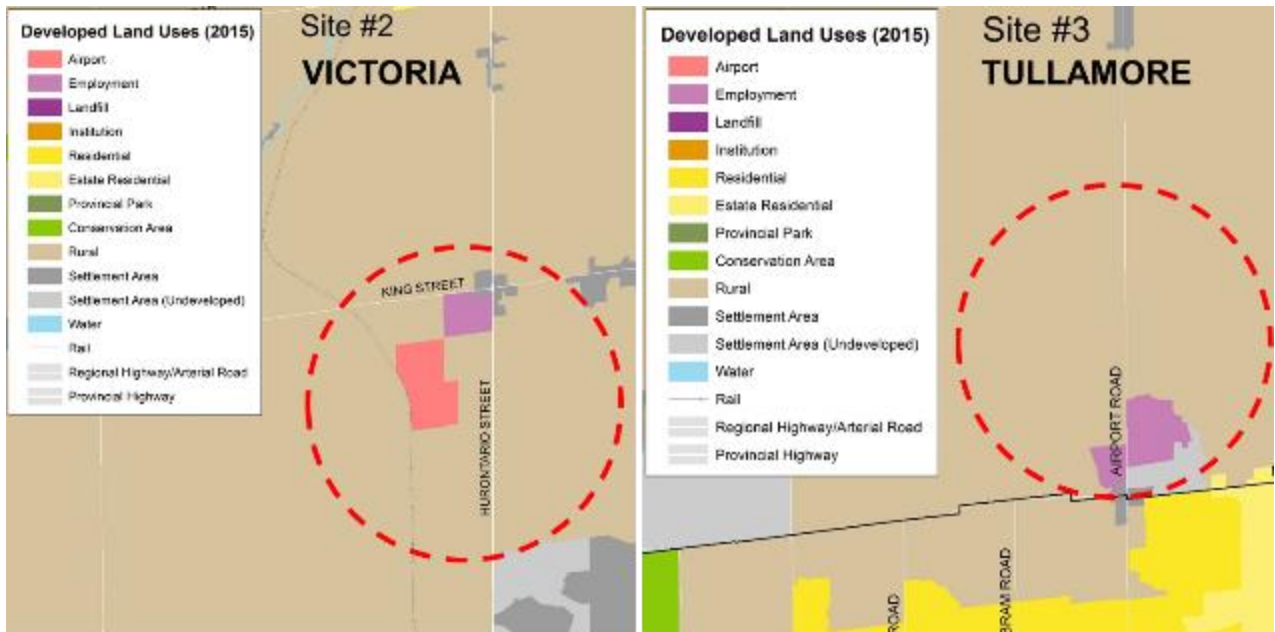 Developed Land Uses (2015)
Airport
Employment
Landfill
Institution
Residential
Estate Residential
Provincial Park
Conservation Area
Rural
Settlement Area
Settlement Area (Undeveloped)
Water
Rail
Regional Highway/Arterial Road
Provincial Highway
Site #2
VICTORIA
KING STREET
HURONTARIO STREET
Developed Land Uses (2015)
Airport
Employment
Landfill
Institution
Residential
Estate Residential
Provincial Park
Conservation Area
Rural
Settlement Area
Settlement Area (Undeveloped)
Water
Rail
Regional Highway/Arterial Road
Provincial Highway
Site #3
TULLAMORE
AIRPORT ROAD
ROAD
BRAM ROAD